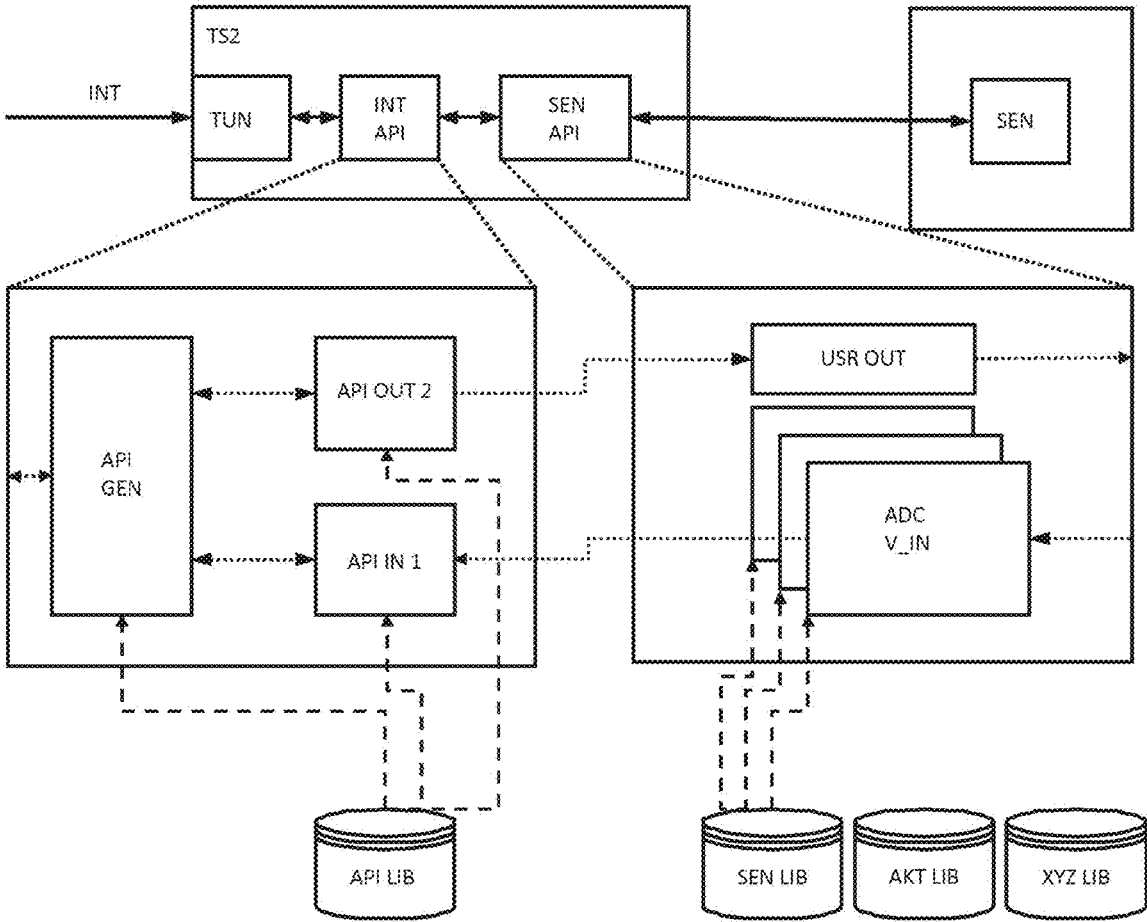 TS2
INT
TUN
INT
API
SEN
API
SEN
API
GEN
API OUT 2
API IN 1
USR OUT
ADC
V_IN
API LIB
SEN LIB
AKT LIB
XYZ LIB